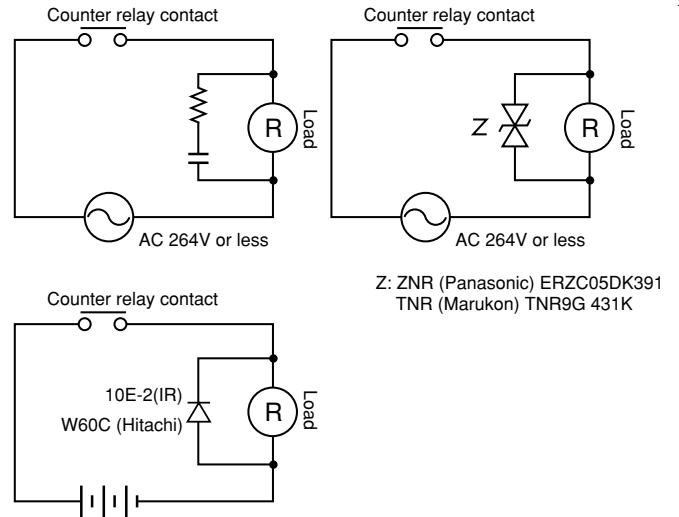 Counter relay contact
R
Load
AC 264V or less
Counter relay contact
Z
R
Load
AC 264V or less
Z: ZNR (Panasonic) ERZC05DK391
TNR (Marukon) TNR9G 431K
Counter relay contact
10E-2(IR)
W60C (Hitachi)
R
Load